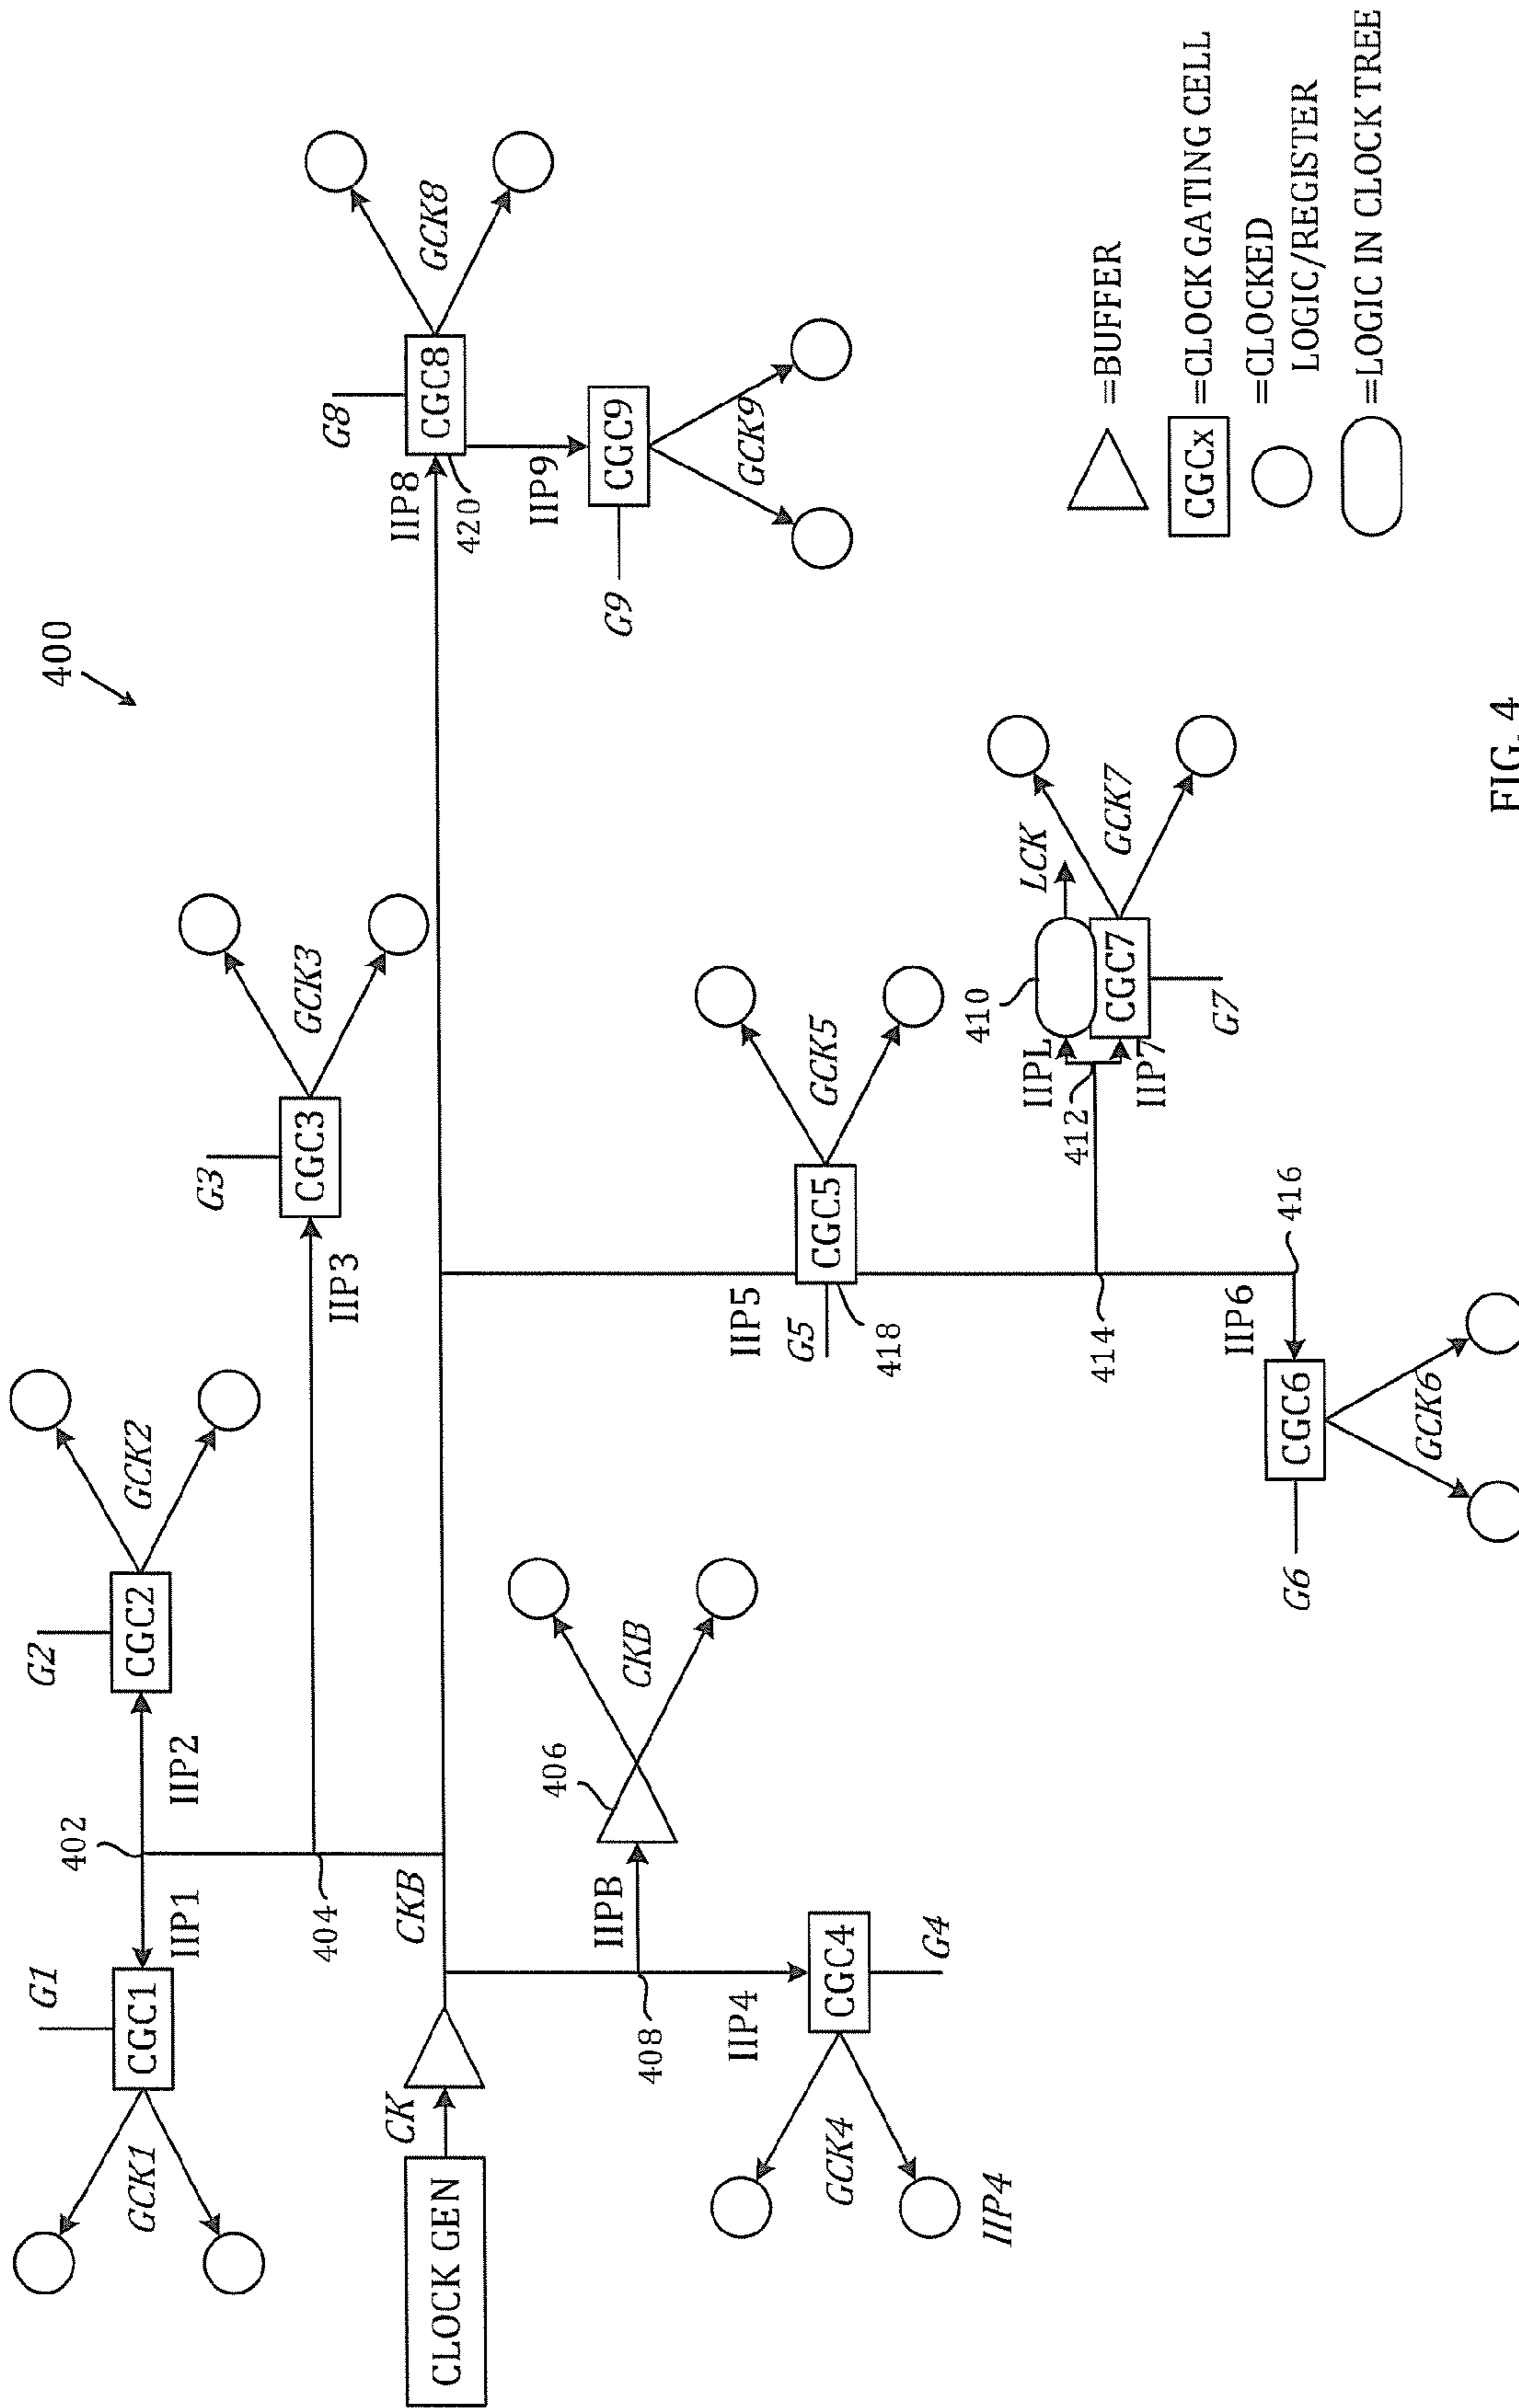 400
G1
CGC1
GCK1
IIP1
402
IIP2
G2
CGC2
GCK2
404
G3
CGC3
GCK3
IIP3
CLOCK GEN
CK
CKB
G8
IIP8
CGC8
GCK8
420
IIP9
CGC9
G9
GCK9
IIPB
406
CKB
408
IIP4
CGC4
G4
GCK4
IIP4
IIP5
G5
CGC5
GCK5
418
410
LCK
IIPL
412
CGC7
GCK7
IIP7
G7
414
416
IIP6
CGC6
G6
GCK6
=BUFFER
CGCx =CLOCK GATING CELL
=CLOCKED
LOGIC/REGISTER
=LOGIC IN CLOCK TREE
FIG. 4